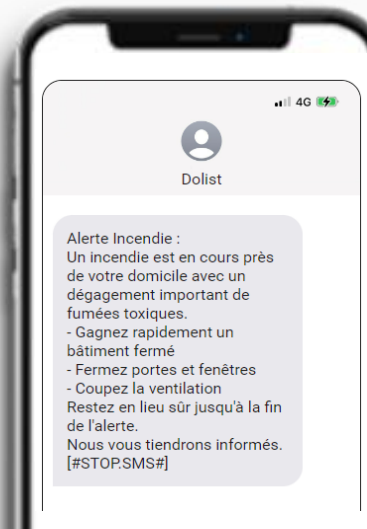 4G
Dolist
Alerte Incendie :
Un incendie est en cours près
de votre domicile avec un
dégagement important de
fumées toxiques.
- Gagnez rapidement un
bâtiment fermé
- Fermez portes et fenêtres
- Coupez la ventilation
Restez en lieu sûr jusqu'à la fin
de l'alerte.
Nous vous tiendrons informés.
[#STOP.SMS#]